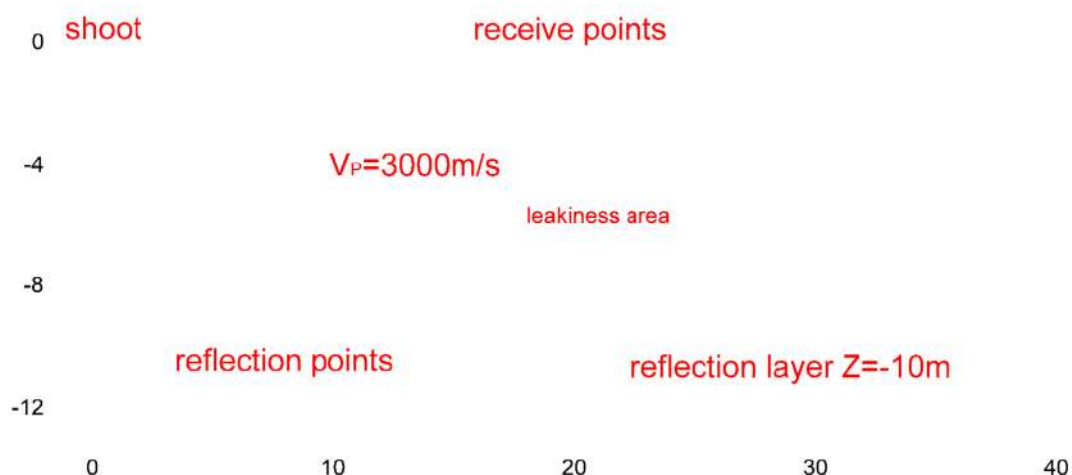 shoot receive points
0
VP=3000m/s
-4
leakiness area
-8
reflection points reflection layer Z=-10m
-12
0 10 20 30 40